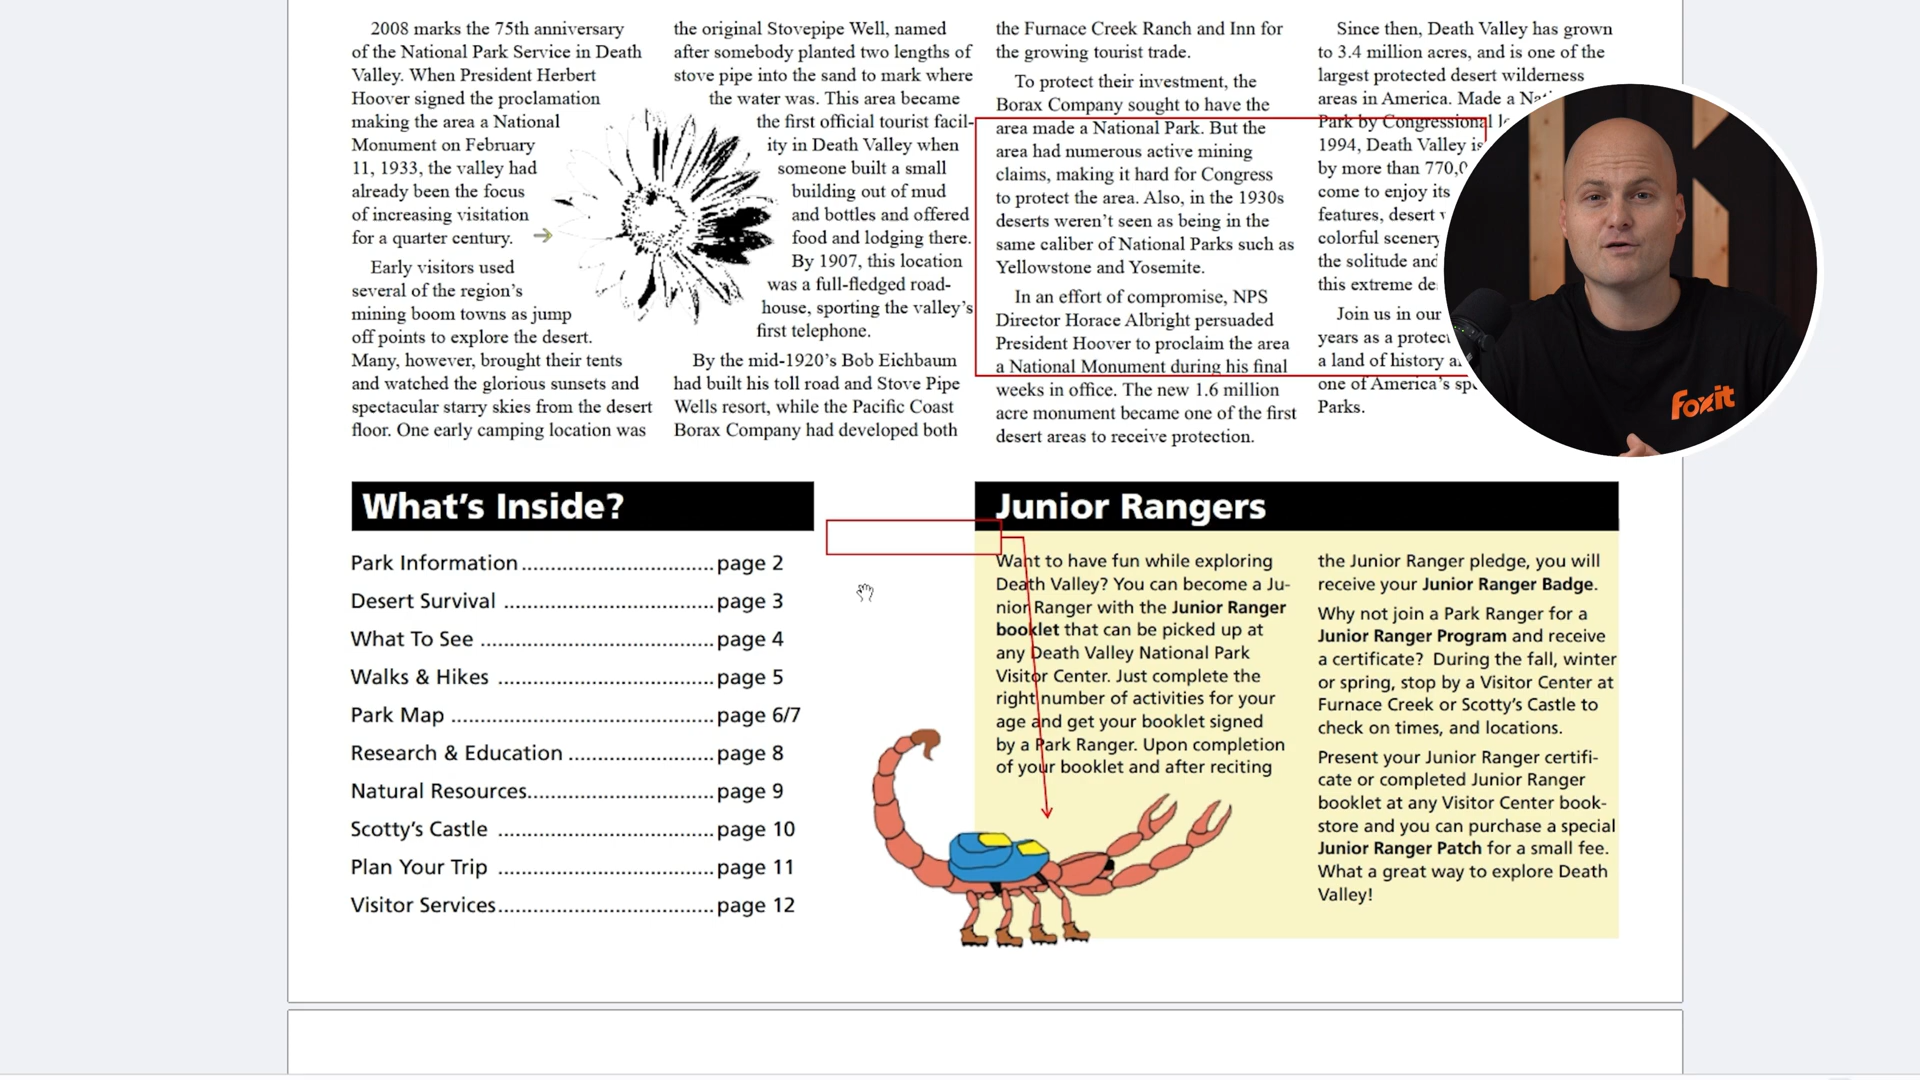 2008 marks the 75th anniversary
of the National Park Service in Death
Valley. When President Herbert
Hoover signed the proclamation
making the area a National
Monument on February
11, 1933, the valley had
already been the focus
of increasing visitation
for a quarter century.
Early visitors used
several of the region's
mining boom towns as jump
off points to explore the desert.
Many, however, brought their tents
and watched the glorious sunsets and
spectacular starry skies from the desert
floor. One early camping location was
the original Stovepipe Well, named
after somebody planted two lengths of
stove pipe into the sand to mark where
the water was. This area became
the first official tourist facil-
ity in Death Valley when
someone built a small
building out of mud
and bottles and offered
food and lodging there.
By 1907, this location
was a full-fledged road-
house, sporting the valley's
first telephone.
By the mid-1920's Bob Eichbaum
had built his toll road and Stove Pipe
Wells resort, while the Pacific Coast
Borax Company had developed both
the Furnace Creek Ranch and Inn for
the growing tourist trade.
To protect their investment, the
Borax Company sought to have the
area made a National Park. But the
area had numerous active mining
claims, making it hard for Congress
to protect the area. Also, in the 1930s
deserts weren't seen as being in the
same caliber of National Parks such as
Yellowstone and Yosemite.
In an effort of compromise, NPS
Director Horace Albright persuaded
President Hoover to proclaim the area
a National Monument during his final
weeks in office. The new 1.6 million
acre monument became one of the first
desert areas to receive protection.
Since then, Death Valley has grown
to 3.4 million acres, and is one of the
largest protected desert wilderness
areas in America. Made a
Park by Congressional
1994, Death Valley is
by more than
come to enjoy its
features, desert
colorful scenery
the solitude and
this extreme
Join us in our
years as a
a land of history
one of America's
Parks.
Foxit
What's Inside?
Park Information ........ page 2
Desert Survival ........ page 3
What To See ........ page 4
Walks & Hikes ........ page 5
Park Map ........ page 6/7
Research & Education ........ page 8
Natural Resources ........ page 9
Scotty's Castle ........ page 10
Plan Your Trip ........ page 11
Visitor Services ........ page 12
Junior Rangers
Want to have fun while exploring
Death Valley? You can become a Ju-
nior Ranger with the Junior Ranger
booklet that can be picked up at
any Death Valley National Park
Visitor Center. Just complete the
right number of activities for your
age and get your booklet signed
by a Park Ranger. Upon completion
of your booklet and after reciting
the Junior Ranger pledge, you will
receive your Junior Ranger Badge.
Why not join a Park Ranger for a
Junior Ranger Program and receive
a certificate? During the fall, winter
or spring, stop by a Visitor Center at
Furnace Creek or Scotty's Castle to
check on times, and locations.
Present your Junior Ranger certifi-
cate or completed Junior Ranger
booklet at any Visitor Center book-
store and you can purchase a special
Junior Ranger Patch for a small fee.
What a great way to explore Death
Valley!